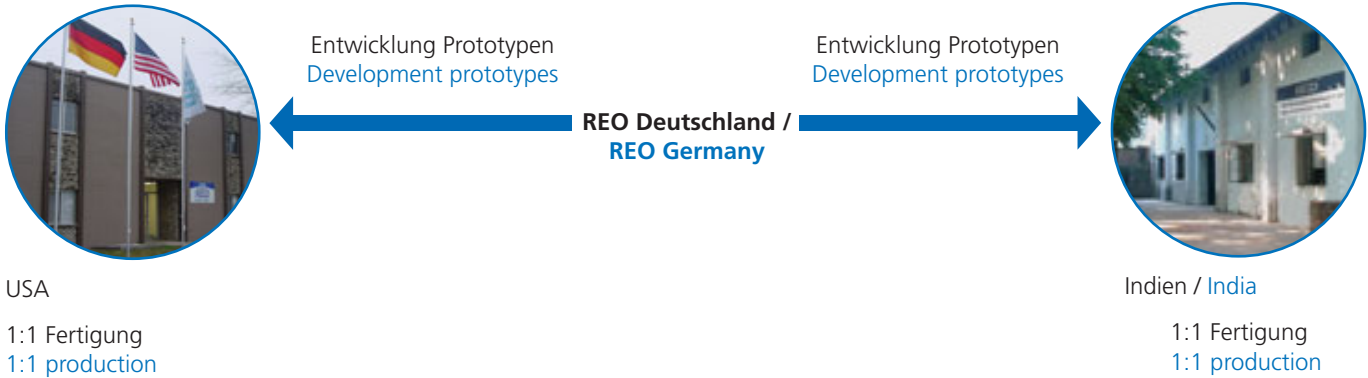 Entwicklung Prototypen
Development prototypes
Entwicklung Prototypen
Development prototypes
REO Deutschland /
REO Germany
USA
1:1 Fertigung
1:1 production
Indien / India
1:1 Fertigung
1:1 production